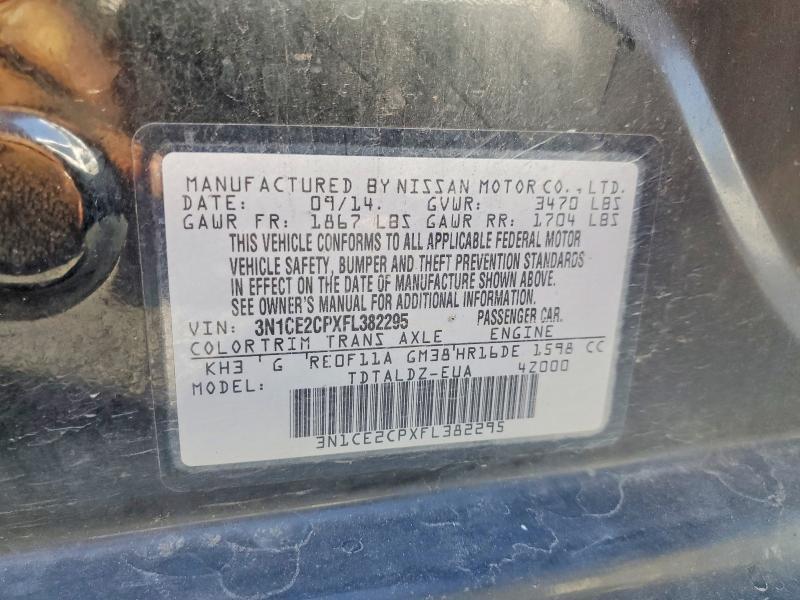 MANUFACTURED BY NISSAN MOTOR CO., LTD.
DATE: 09/14. GVWR: 3470 LBS
GAWR FR: 1867 LBS GAWR RR: 1704 LBS
THIS VEHICLE CONFORMS TO ALL APPLICABLE FEDERAL MOTOR
VEHICLE SAFETY, BUMPER AND THEFT PREVENTION STANDARDS
IN EFFECT ON THE DATE OF MANUFACTURE SHOWN ABOVE.
SEE OWNER'S MANUAL FOR ADDITIONAL INFORMATION.
VIN: 3N1CE2CPXFL382295 PASSENGER CAR.
COLOR TRIM TRANS AXLE ENGINE
KH3 G RE0F11A GM38 HR16DE 1598 CC
MODEL: TDTALDZ-EUA 4Z000
3N1CE2CPXFL382295